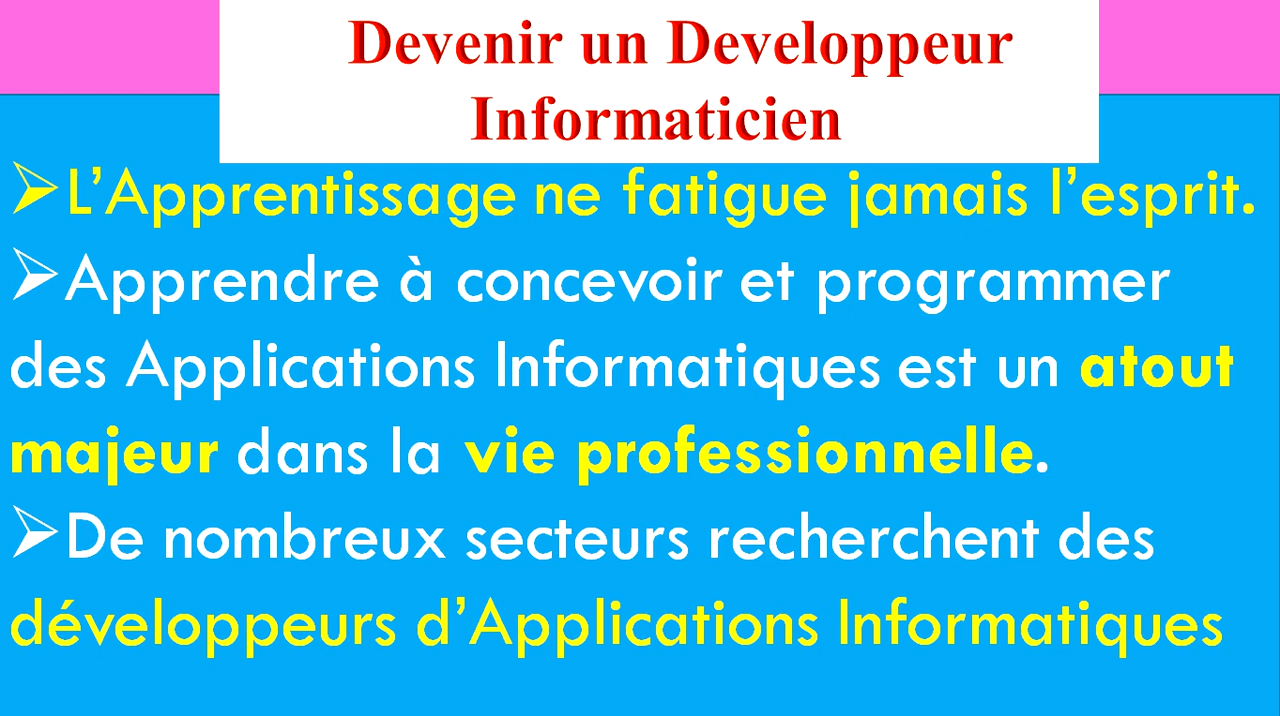 Devenir un Developpeur
Informaticien
➢L’Apprentissage ne fatigue jamais l’esprit.
➢Apprendre à concevoir et programmer
des Applications Informatiques est un atout
majeur dans la vie professionnelle.
➢De nombreux secteurs recherchent des
développeurs d’Applications Informatiques